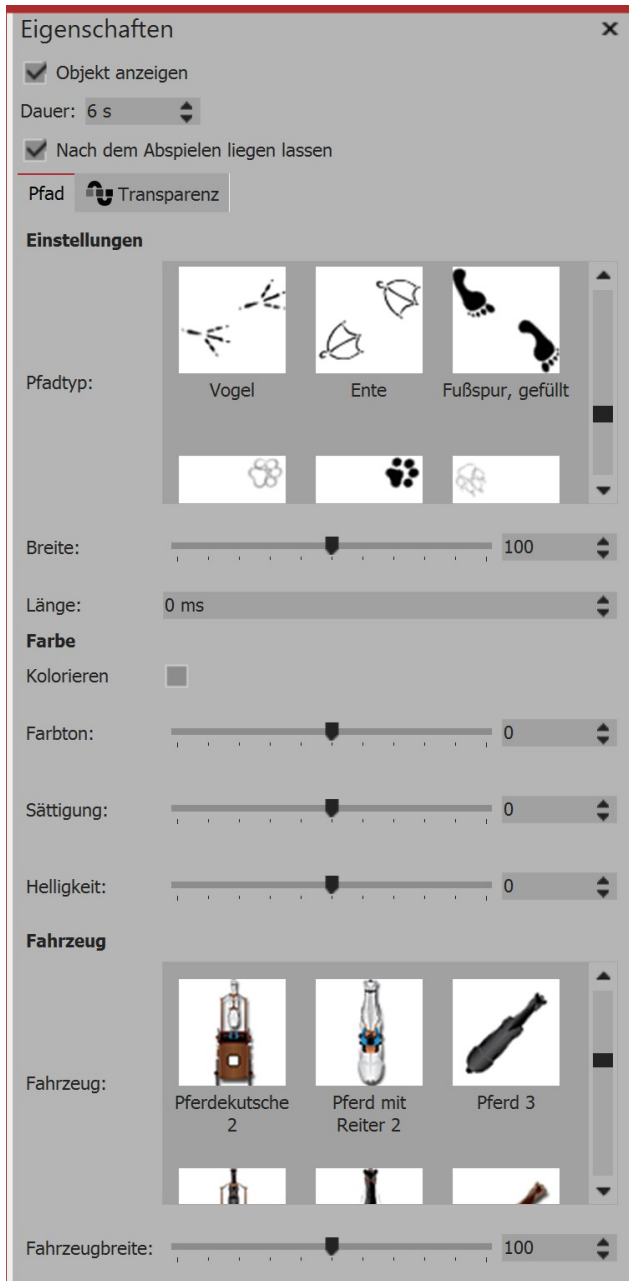 Eigenschaften
Objekt anzeigen
Dauer: 6 s
Nach dem Abspielen liegen lassen
Pfad Transparenz
Einstellungen
Pfadtyp:
Vogel Ente Fußspur, gefüllt
Breite: 100
Länge: 0 ms
Farbe
Kolorieren
Farbton: 0
Sättigung: 0
Helligkeit: 0
Fahrzeug
Fahrzeug:
Pferdekutsche 2
Pferd mit Reiter 2
Pferd 3
Fahrzeugbreite: 100